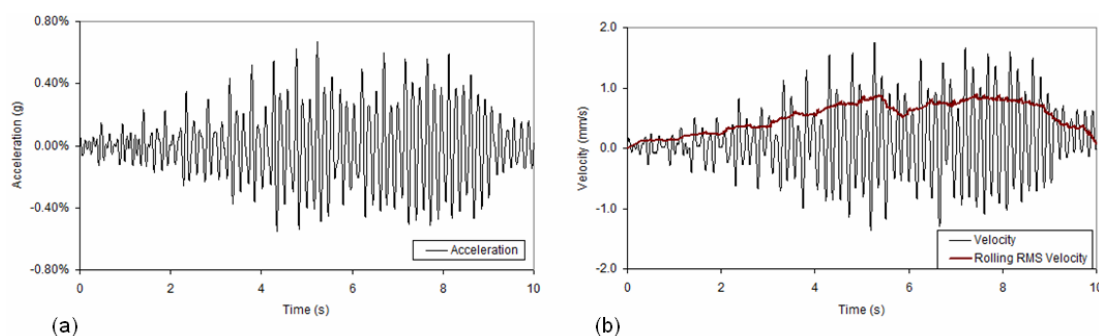 0.80%
0.40%
0.00%
-0.40%
-0.80%
Acceleration (g)
Acceleration
0 2 4 6 8 10
Time (s)
(a)
2.0
1.0
0.0
-1.0
-2.0
Velocity (mm/s)
Velocity
Rolling RMS Velocity
0 2 4 6 8 10
Time (s)
(b)